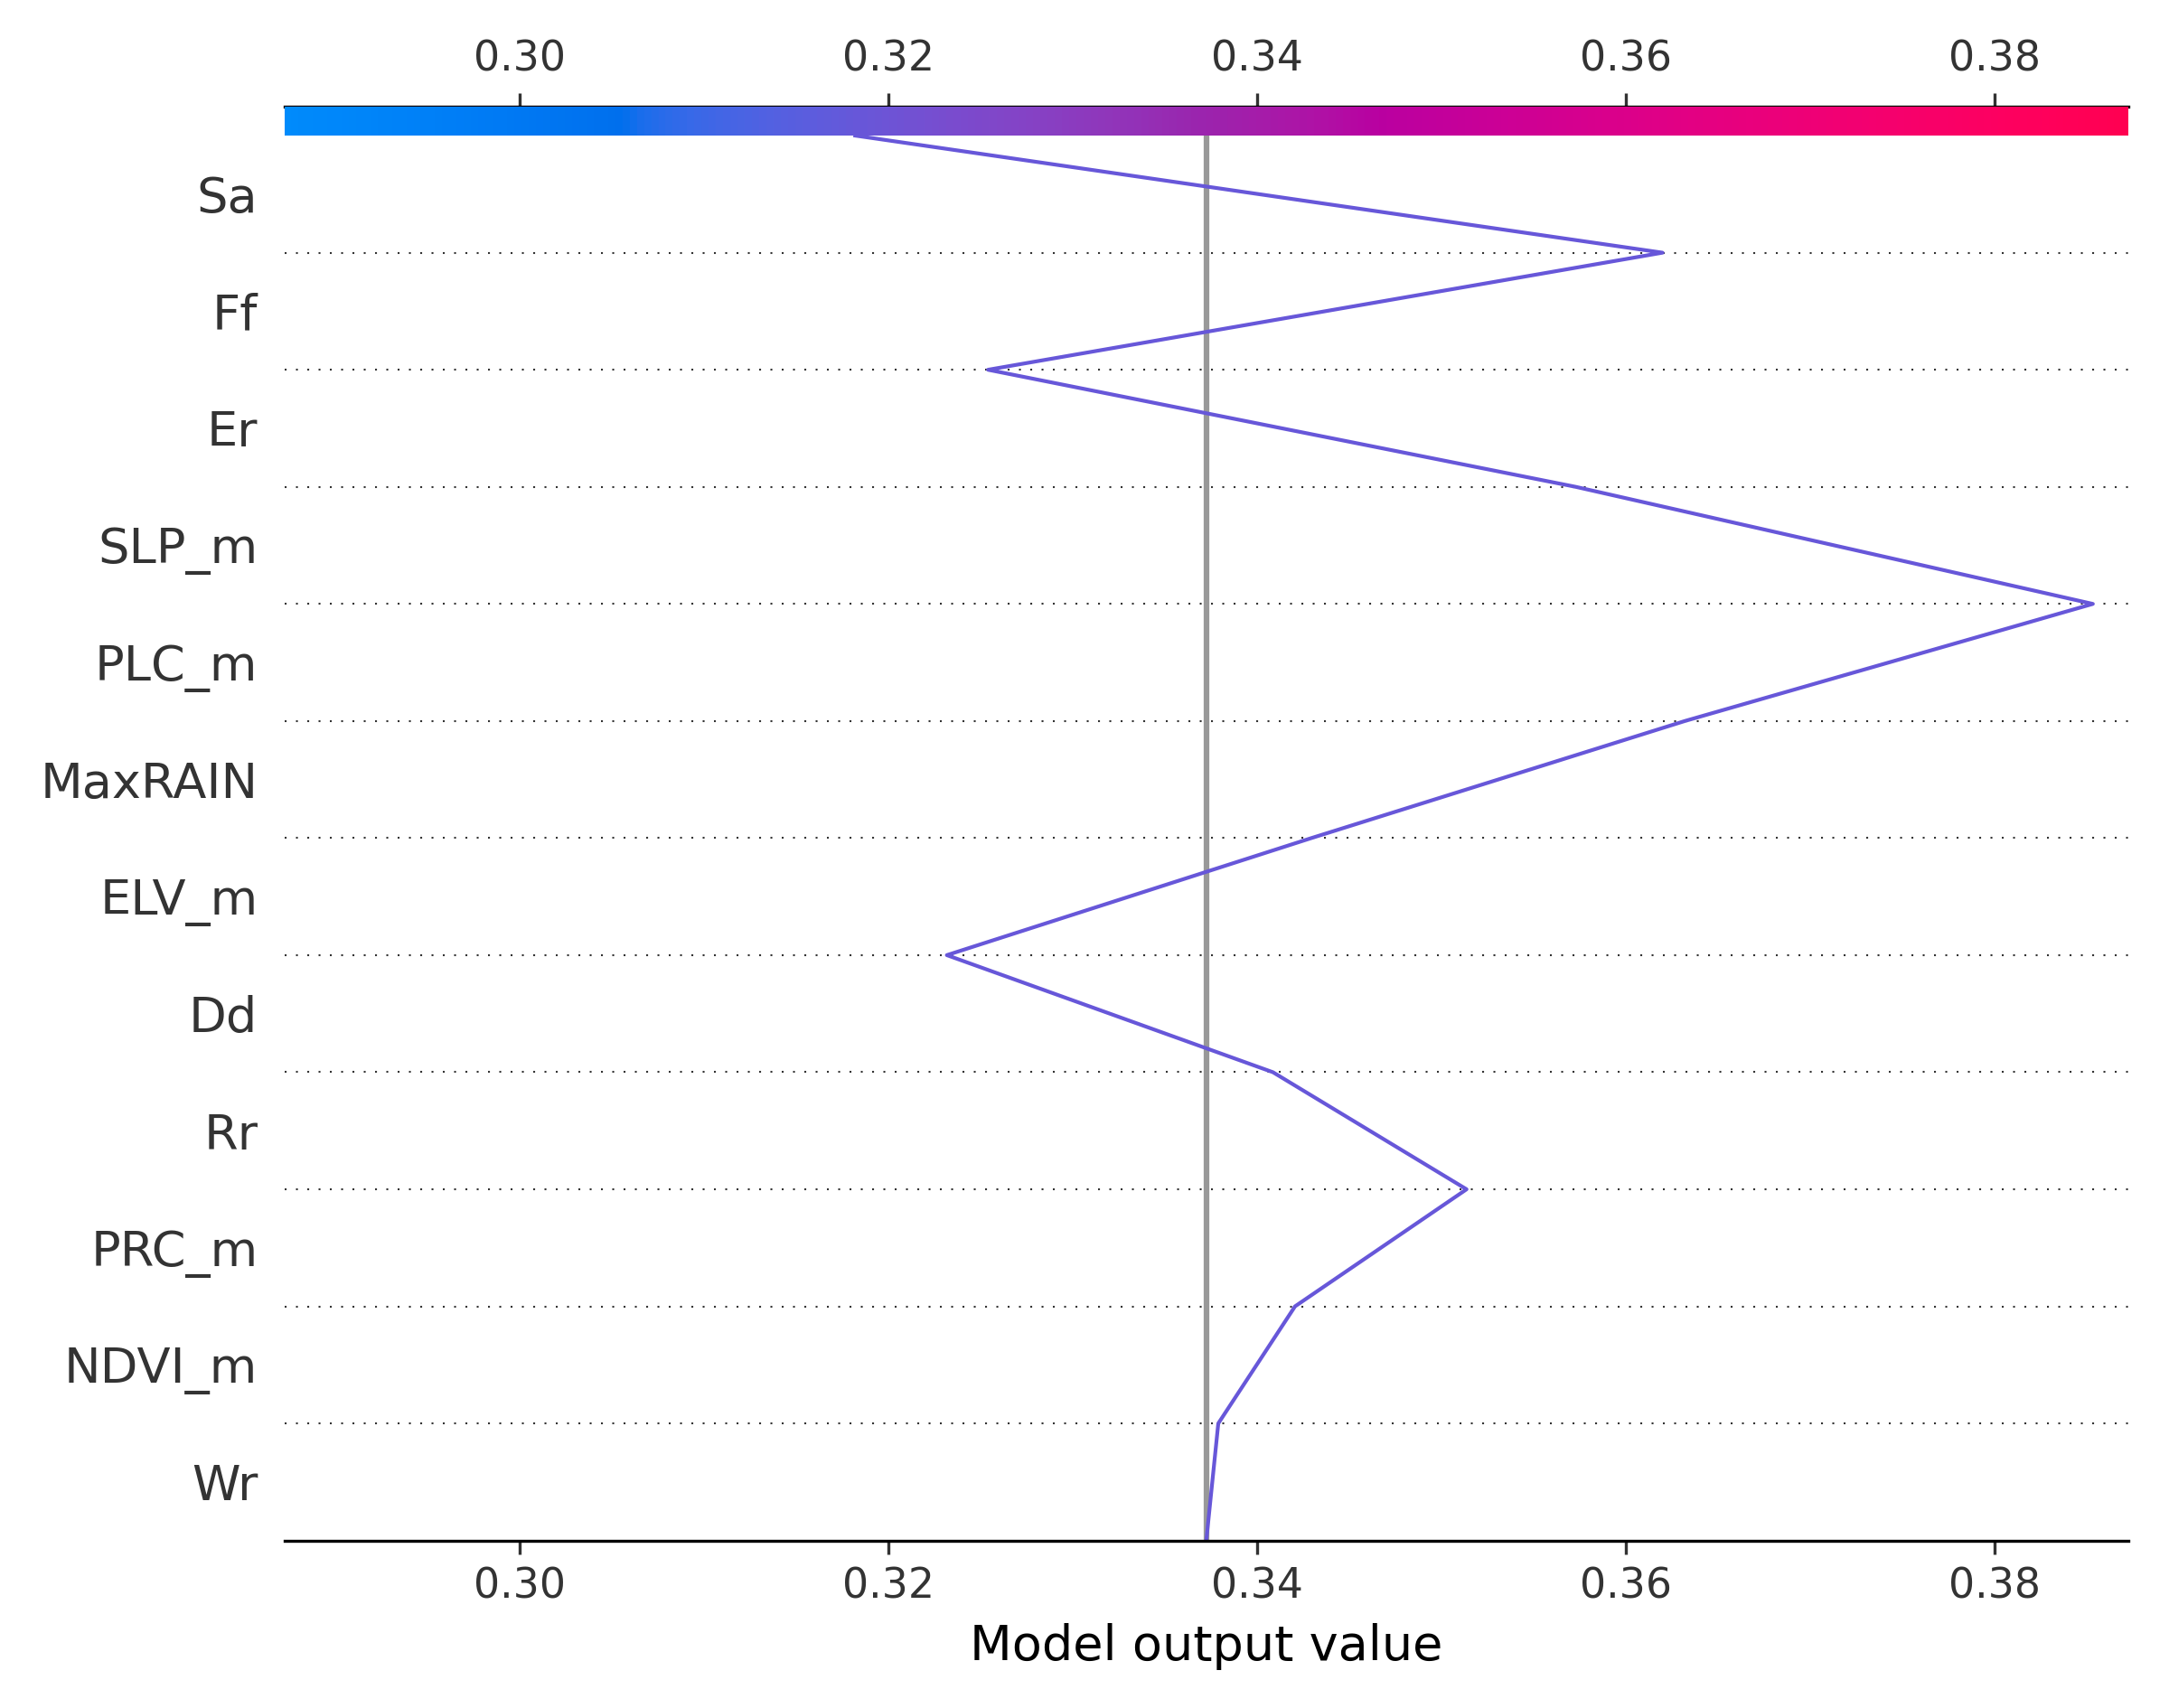 0.30 0.32 0.34 0.36 0.38
Sa
Ff
Er
SLP_m
PLC_m
MaxRAIN
ELV_m
Dd
Rr
PRC_m
NDVI_m
Wr
0.30 0.32 0.34 0.36 0.38
Model output value